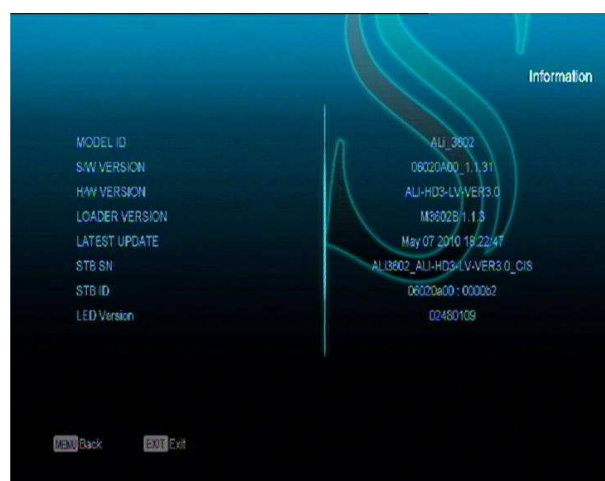 Information
MODEL ID ALi_3602
S/W VERSION 06020A00_1.1.31
H/W VERSION ALI-HD3-LV-VER3.0
LOADER VERSION M3602B 1.1.3
LATEST UPDATE May 07 2010 18:22:47
STB SN ALI3602_ALI-HD3-LV-VER3.0_CIS
STB ID 06020a00 : 0000b2
LED Version 02480109
MENU Back EXIT Exit